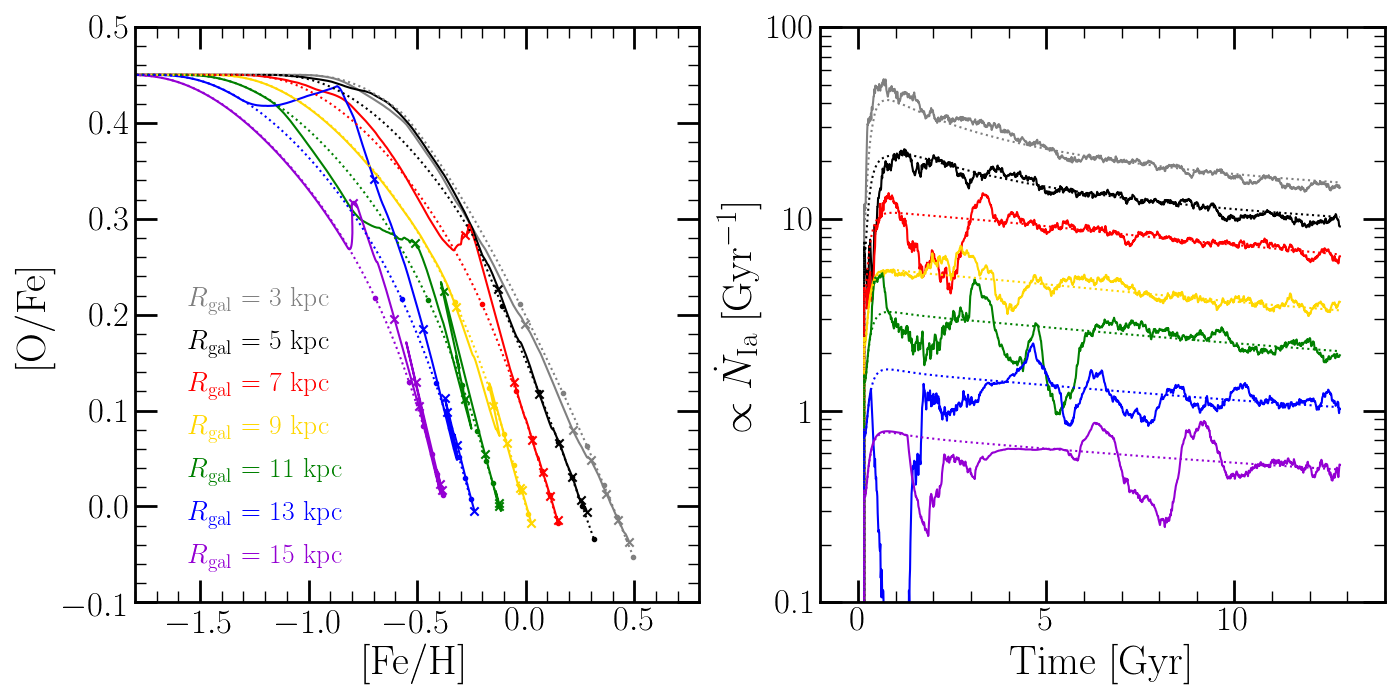 0.5
0.4
0.3
0.2
0.1
0.0
−0.1
[O/Fe]
R_gal = 3 kpc
R_gal = 5 kpc
R_gal = 7 kpc
R_gal = 9 kpc
R_gal = 11 kpc
R_gal = 13 kpc
R_gal = 15 kpc
−1.5 −1.0 −0.5 0.0 0.5
[Fe/H]
100
10
1
0.1
∝ Ṅ_Ia [Gyr⁻¹]
0 5 10
Time [Gyr]